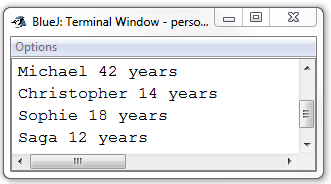 BlueJ: Terminal Window - perso...
Options
Michael 42 years
Christopher 14 years
Sophie 18 years
Saga 12 years